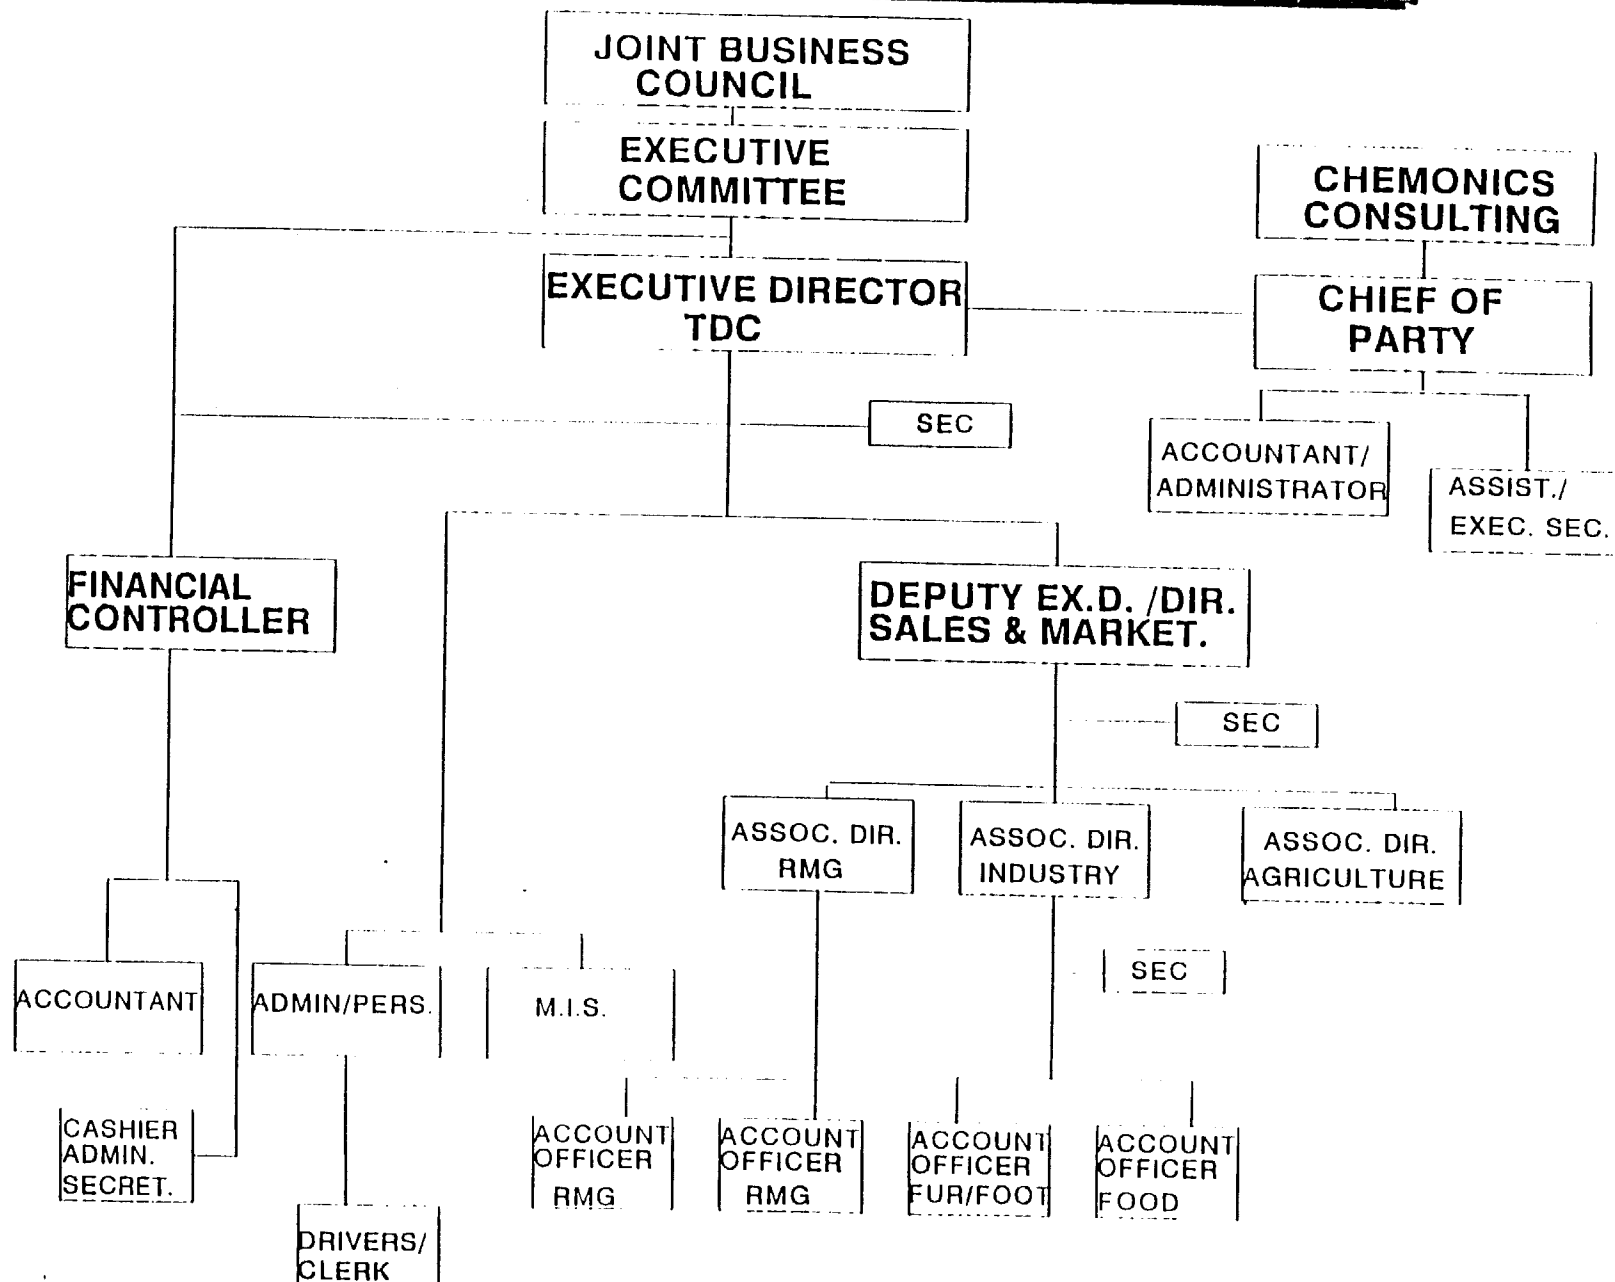 JOINT BUSINESS
COUNCIL
EXECUTIVE
COMMITTEE
CHEMONICS
CONSULTING
EXECUTIVE DIRECTOR
TDC
CHIEF OF
PARTY
SEC
ACCOUNTANT/
ADMINISTRATOR
ASSIST./
EXEC. SEC.
FINANCIAL
CONTROLLER
DEPUTY EX.D. /DIR.
SALES & MARKET.
SEC
ASSOC. DIR.
RMG
ASSOC. DIR.
INDUSTRY
ASSOC. DIR.
AGRICULTURE
SEC
ACCOUNTANT
ADMIN/PERS.
M.I.S.
CASHIER
ADMIN.
SECRET.
ACCOUNT
OFFICER
RMG
ACCOUNT
OFFICER
RMG
ACCOUNT
OFFICER
FUR/FOOT
ACCOUNT
OFFICER
FOOD
DRIVERS/
CLERK